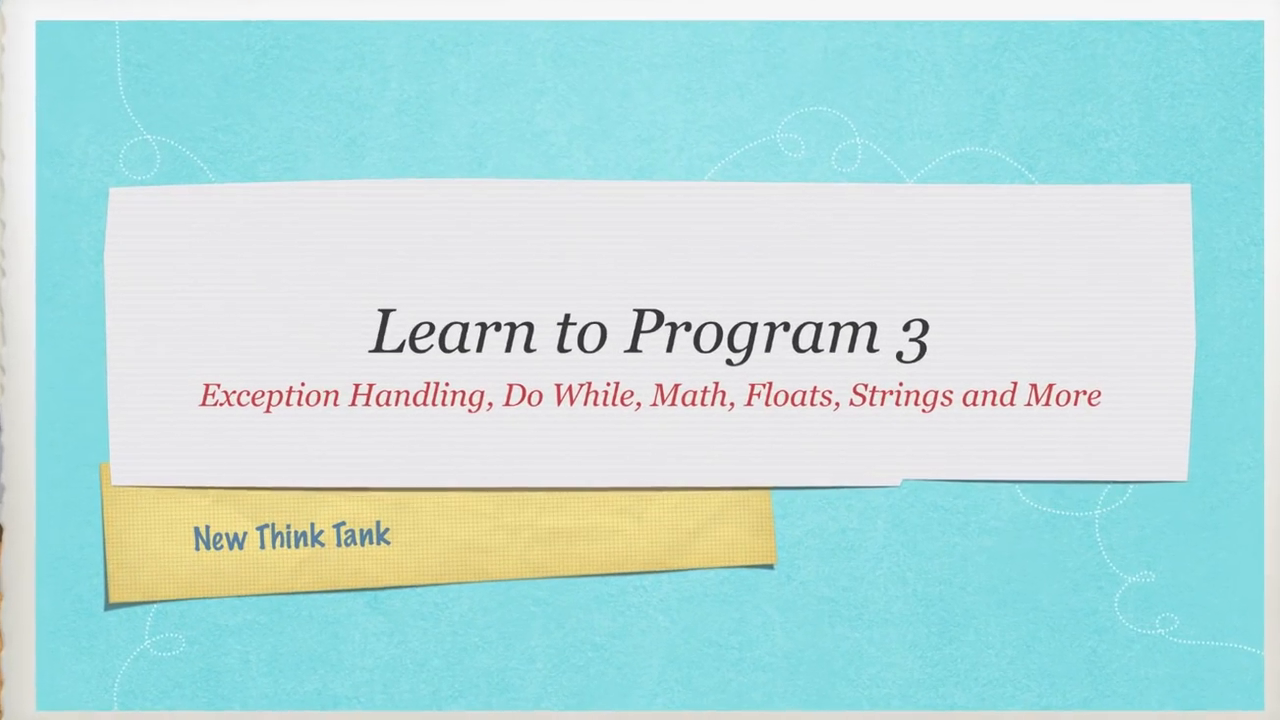 Learn to Program 3
Exception Handling, Do While, Math, Floats, Strings and More
New Think Tank